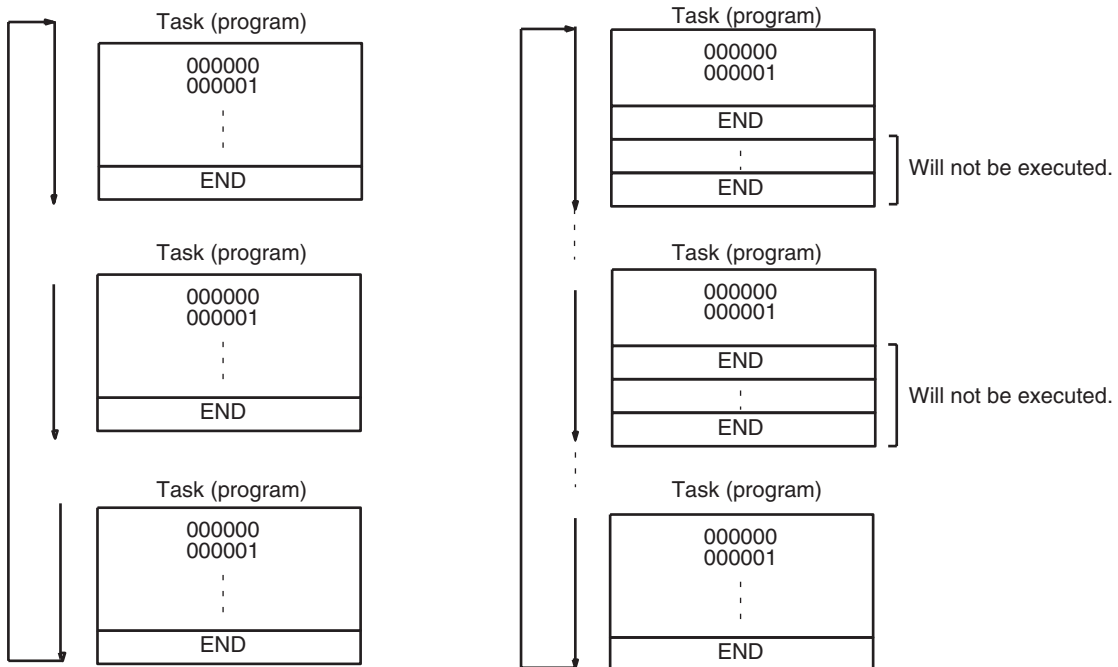 Task (program)
000000
000001
END
Task (program)
000000
000001
END
Task (program)
000000
000001
END
Task (program)
000000
000001
END
END
Will not be executed.
Task (program)
000000
000001
END
END
Will not be executed.
Task (program)
000000
000001
END